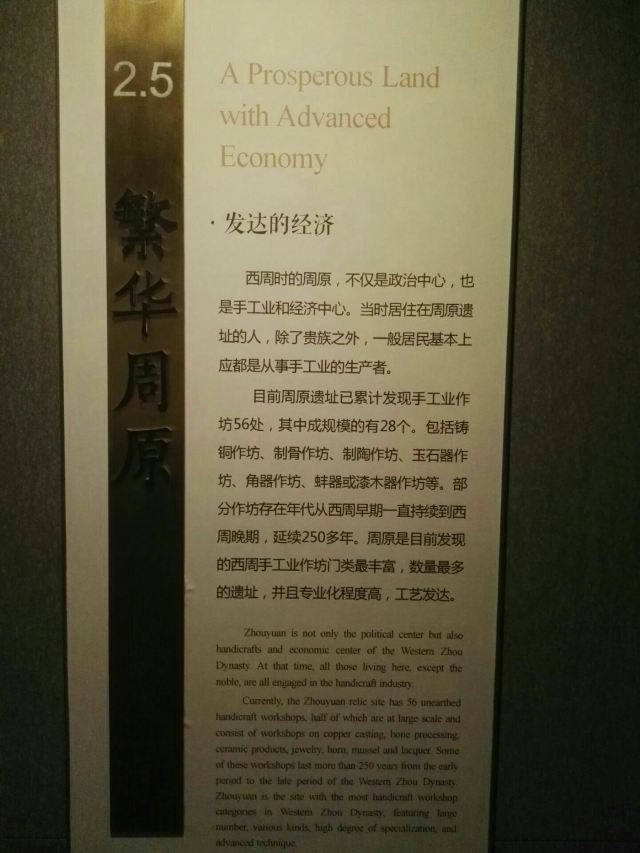 2.5
繁华周原
A Prosperous Land
with Advanced
Economy
·发达的经济
西周时的周原，不仅是政治中心，也
是手工业和经济中心。当时居住在周原遗
址的人，除了贵族之外，一般居民基本上
应都是从事手工业的生产者。
目前周原遗址已累计发现手工业作
坊56处，其中成规模的有28个。包括铸
铜作坊、制骨作坊、制陶作坊、玉石器作
坊、角器作坊、蚌器或漆木器作坊等。部
分作坊存在年代从西周早期一直持续到西
周晚期，延续250多年。周原是目前发现
的西周手工业作坊门类最丰富，数量最多
的遗址，并且专业化程度高，工艺发达。
Zhouyuan is not only the political center but also
handicrafts and economic center of the Western Zhou
Dynasty. At that time, all those living here, except the
noble, are all engaged in the handicraft industry.
Currently, the Zhouyuan relic site has 56 unearthed
handicraft workshops, half of which are at large scale and
consist of workshops on copper casting, bone processing,
ceramic products, jewelry, horn, mussel and lacquer. Some
of these workshops last more than 250 years from the early
period to the late period of the Western Zhou Dynasty.
Zhouyuan is the site with the most handicraft workshop
categories in Western Zhou Dynasty, featuring large
number, various kinds, high degree of specialization, and
advanced technique.